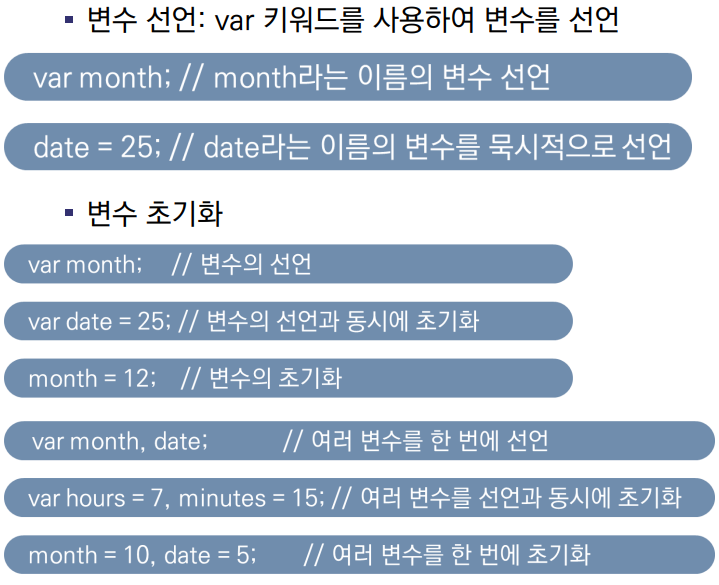 ▪ 변수 선언: var 키워드를 사용하여 변수를 선언
var month; // month라는 이름의 변수 선언
date = 25; // date라는 이름의 변수를 묵시적으로 선언
▪ 변수 초기화
var month; // 변수의 선언
var date = 25; // 변수의 선언과 동시에 초기화
month = 12; // 변수의 초기화
var month, date; // 여러 변수를 한 번에 선언
var hours = 7, minutes = 15; // 여러 변수를 선언과 동시에 초기화
month = 10, date = 5; // 여러 변수를 한 번에 초기화